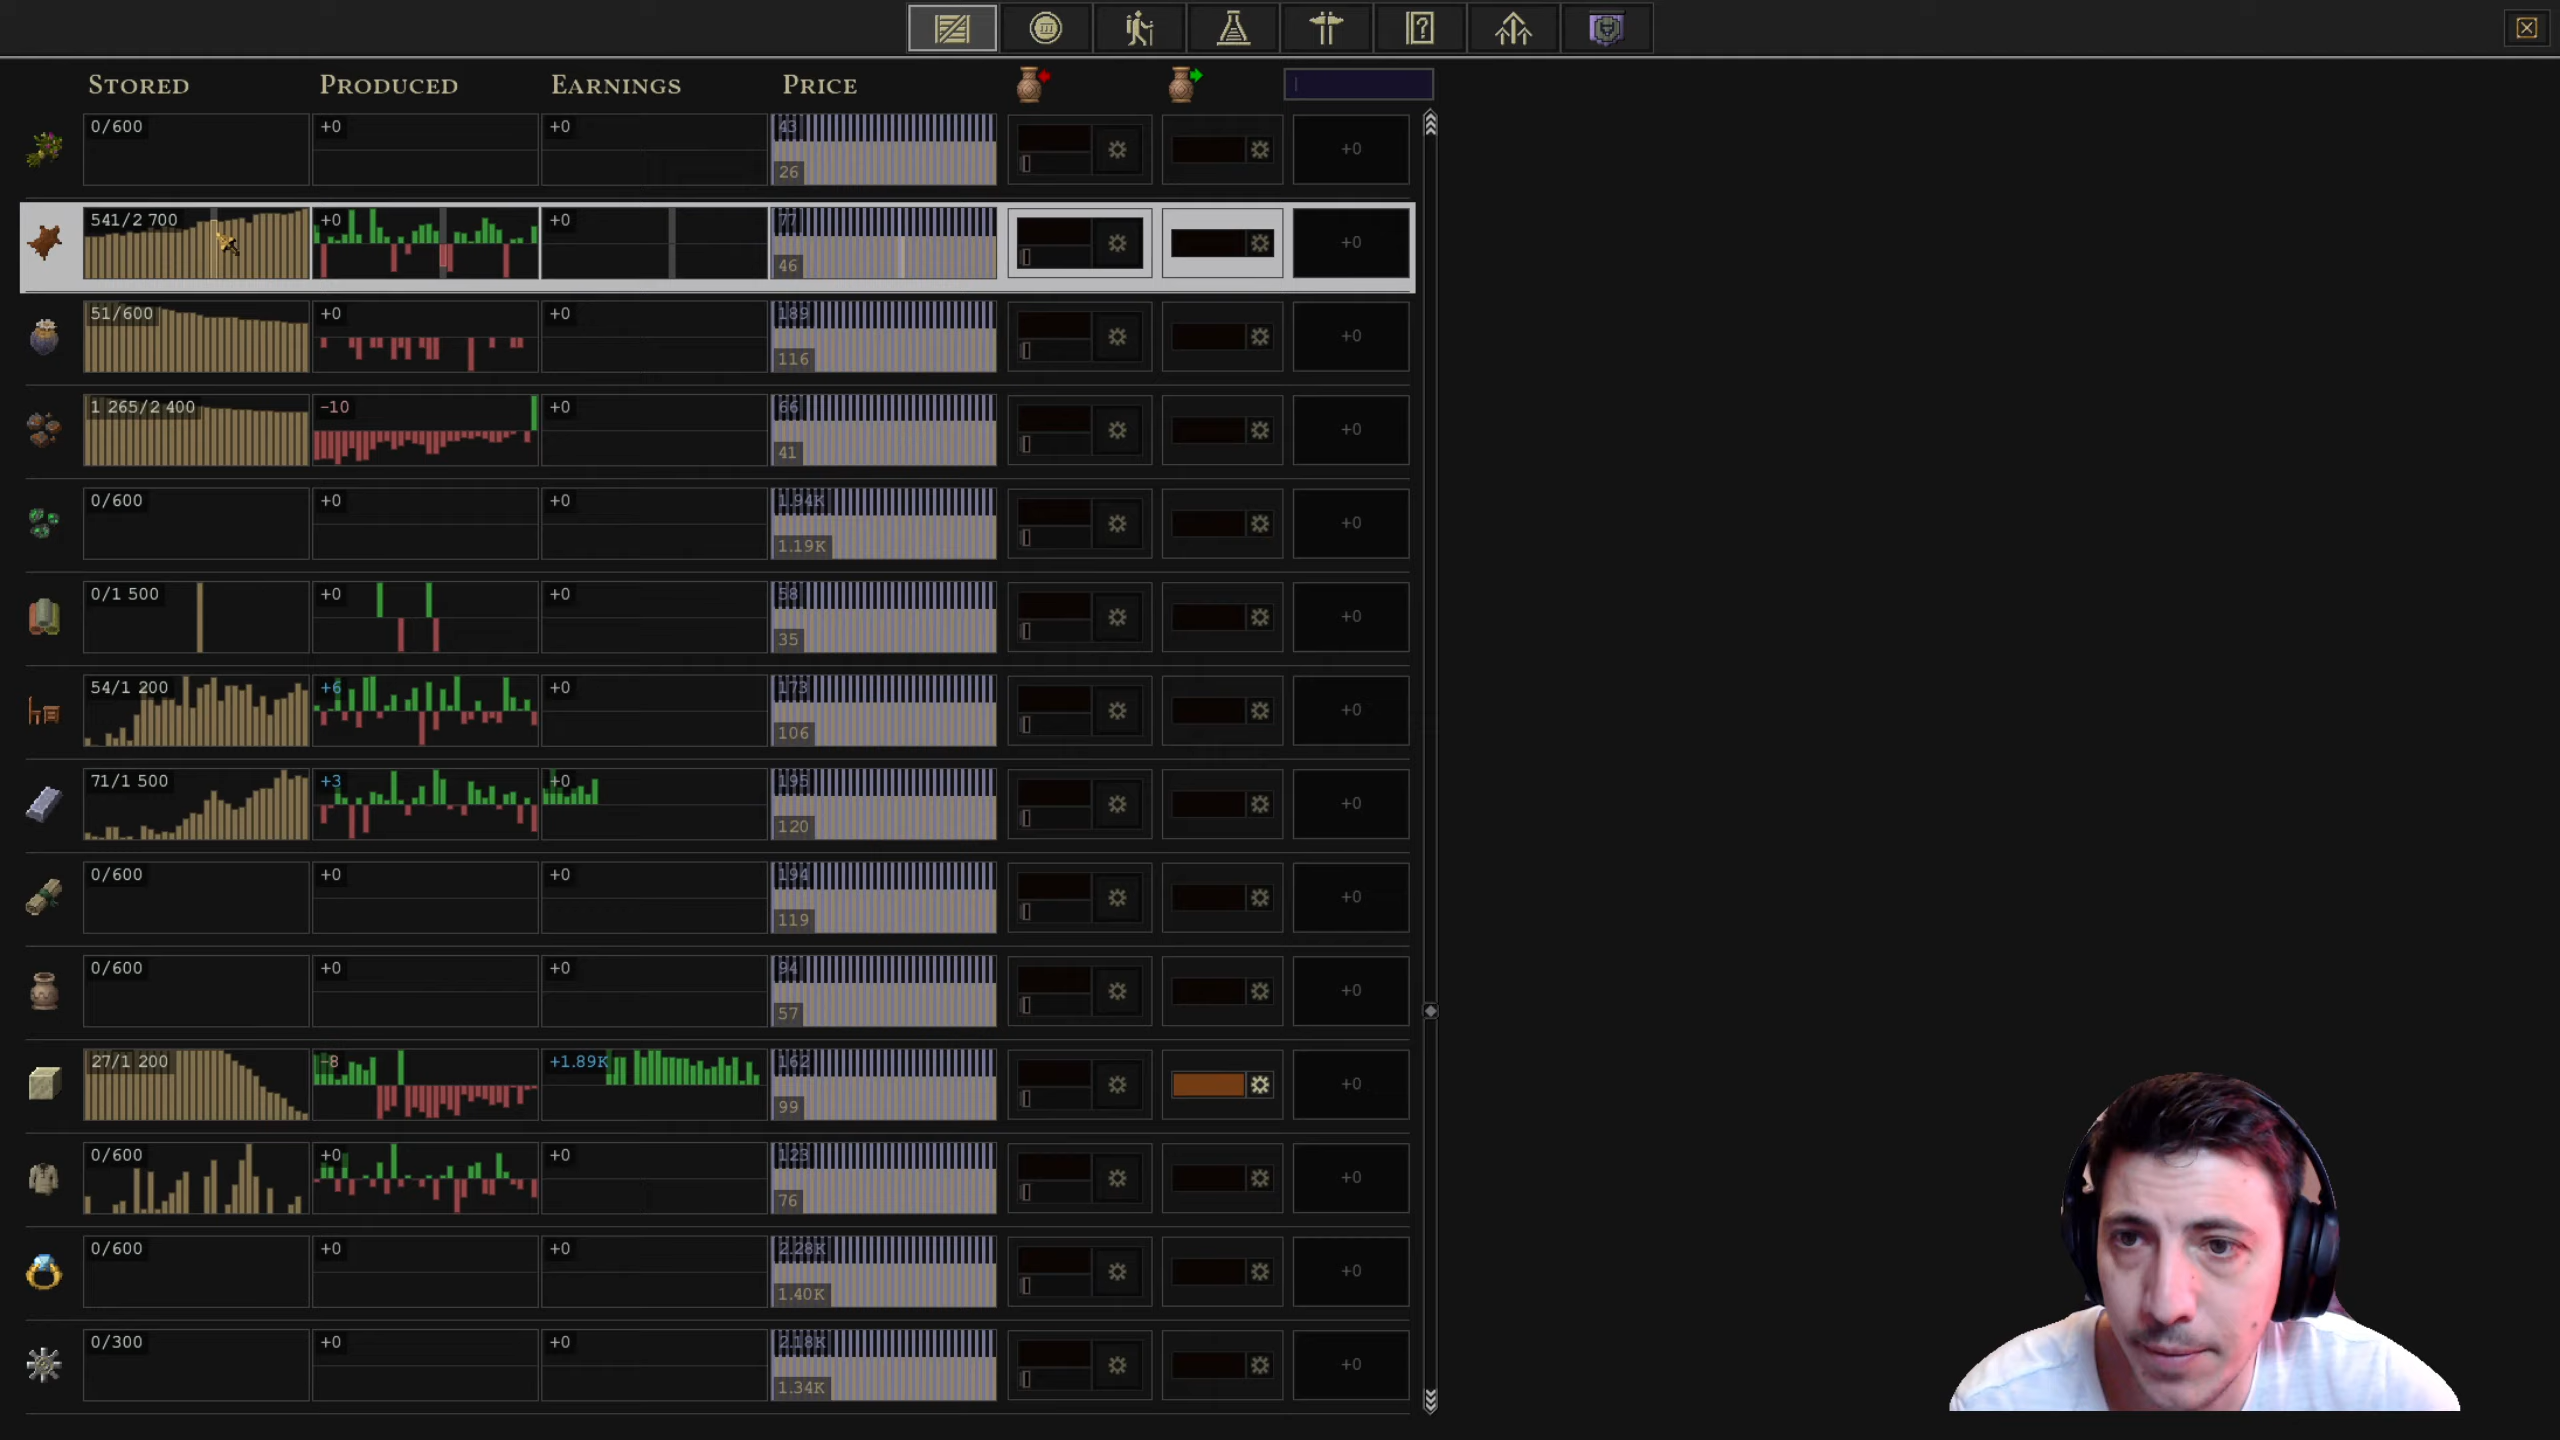 STORED PRODUCED EARNINGS PRICE
0/600 +0 +0 43 26 +0
541/2 700 +0 +0 77 46 +0
51/600 +0 +0 189 116 +0
1 265/2 400 -10 +0 66 41 +0
0/600 +0 +0 1.94K 1.19K +0
0/1 500 +0 +0 58 35 +0
54/1 200 +6 +0 173 106 +0
71/1 500 +3 +0 195 120 +0
0/600 +0 +0 194 119 +0
0/600 +0 +0 94 57 +0
27/1 200 -8 +1.89K 162 99 +0
0/600 +0 +0 123 76 +0
0/600 +0 +0 2.28K 1.40K +0
0/300 +0 +0 2.18K 1.34K +0